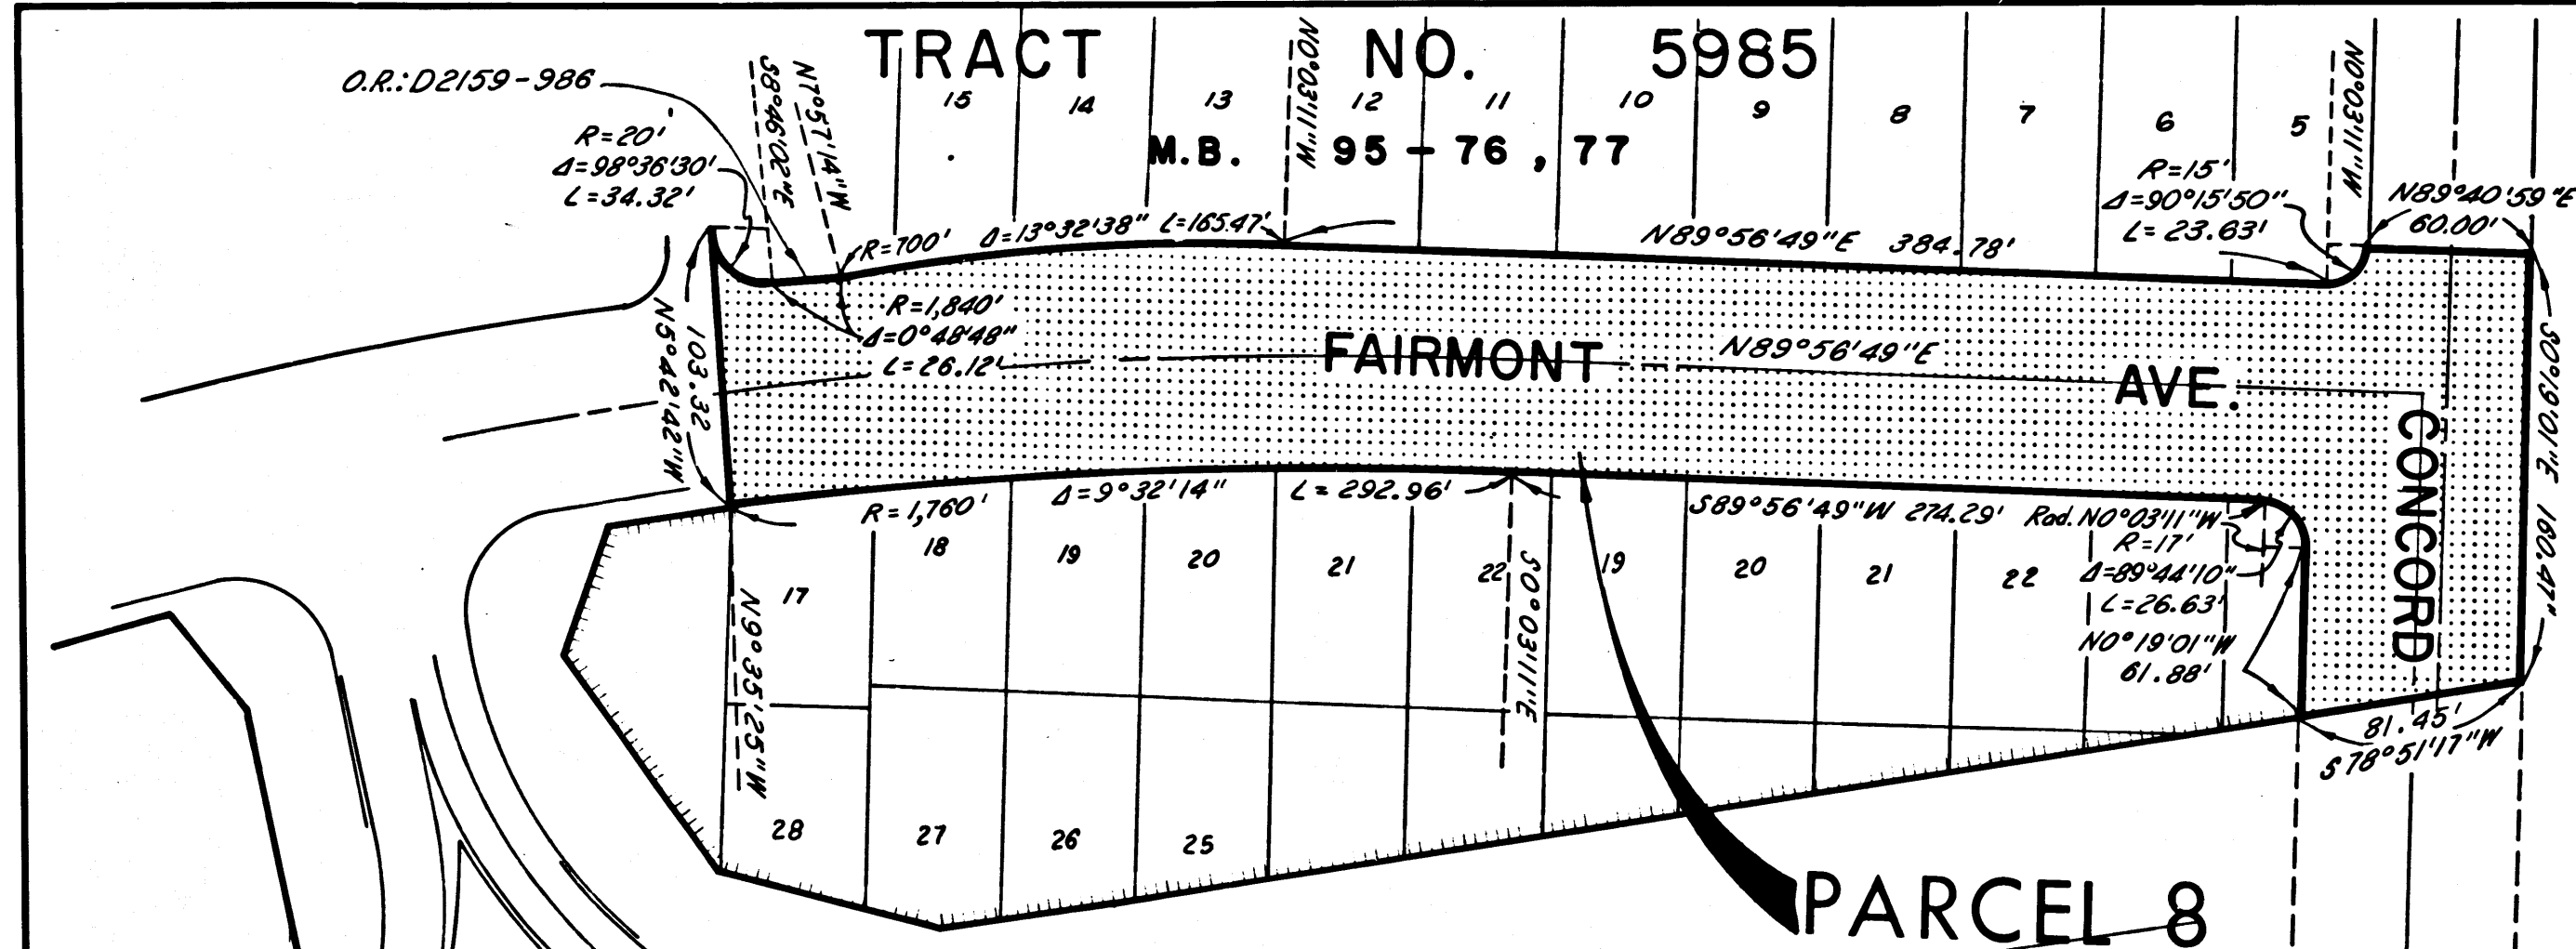 TRACT NO. 5985
O.R.: D2159-986
15 14 13 12 11 10 9 8 7 6 5
M.B. 95 - 76 , 77
R=20'
Δ=98°36'30'
L=34.32'
S8°46'02"E
N7°57'14"W
N0°03'11"W
N0°03'11"W
R=15'
Δ=90°15'50"
L=23.63'
N89°40'59"E
60.00'
R=700' Δ=13°32'38" L=165.47'
N89°56'49"E 384.78'
R=1,840'
Δ=0°48'48"
L=26.12'
FAIRMONT AVE.
N89°56'49"E
CONCORD
103.32
N5°42'42"W
S0°19'01"E 160.47"
R=1,760' Δ=9°32'14" L=292.96'
S89°56'49"W 274.29'
Rad. N0°03'11"W
R=17'
Δ=89°44'10"
L=26.63'
N0°19'01"W
61.88'
17 18 19 20 21 22 19 20 21 22
N9°35'25"W
S0°03'11"E
81.45'
S78°51'17"W
28 27 26 25
PARCEL 8